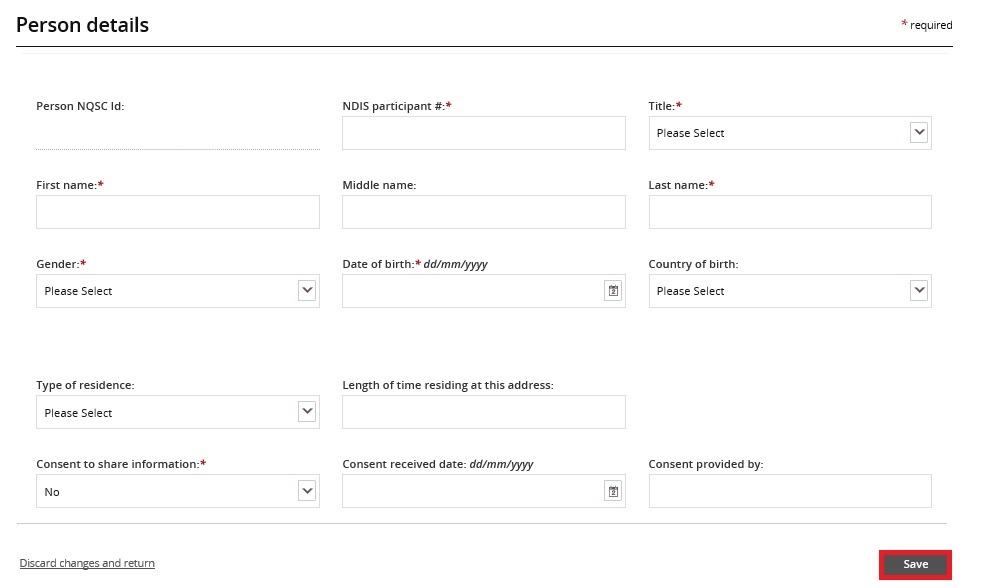 Person details
* required
Person NQSC Id:
NDIS participant #:*
Title:*
Please Select
First name:*
Middle name:
Last name:*
Gender:*
Date of birth:* dd/mm/yyyy
Country of birth:
Please Select
Please Select
Type of residence:
Length of time residing at this address:
Please Select
Consent to share information:*
Consent received date: dd/mm/yyyy
Consent provided by:
No
Discard changes and return
Save